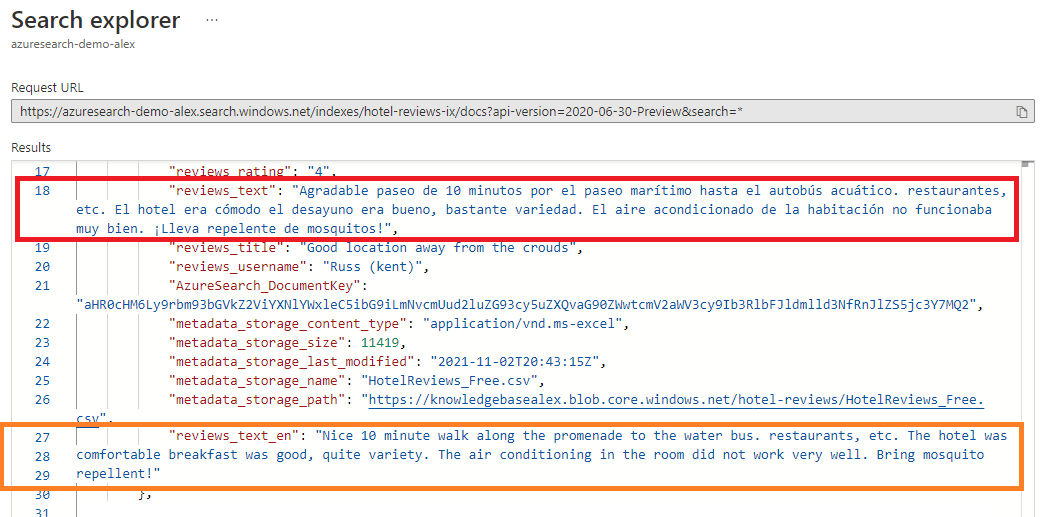 Search explorer ...
azuresearch-demo-alex
Request URL
https://azuresearch-demo-alex.search.windows.net/indexes/hotel-reviews-ix/docs?api-version=2020-06-30-Preview&search=*
Results
17 "reviews_rating": "4",
18 "reviews_text": "Agradable paseo de 10 minutos por el paseo marítimo hasta el autobús acuático. restaurantes,
etc. El hotel era cómodo el desayuno era bueno, bastante variedad. El aire acondicionado de la habitación no funcionaba
muy bien. ¡Lleva repelente de mosquitos!",
19 "reviews_title": "Good location away from the crouds",
20 "reviews_username": "Russ (kent)",
21 "AzureSearch_DocumentKey":
"aHR0cHM6Ly9rbm93bGVkZ2ViYXNlYWxleC5ibG9iLmNvcmUud2luZG93cy5uZXQvaG90ZWwtcmV2aWV3cy9Ib3RlbFJldmlld3NfRnJlZS5jc3Y7MQ2",
22 "metadata_storage_content_type": "application/vnd.ms-excel",
23 "metadata_storage_size": 11419,
24 "metadata_storage_last_modified": "2021-11-02T20:43:15Z",
25 "metadata_storage_name": "HotelReviews_Free.csv",
26 "metadata_storage_path": "https://knowledgebasealex.blob.core.windows.net/hotel-reviews/HotelReviews_Free.
csv",
27 "reviews_text_en": "Nice 10 minute walk along the promenade to the water bus. restaurants, etc. The hotel was
28 comfortable breakfast was good, quite variety. The air conditioning in the room did not work very well. Bring mosquito
29 repellent!"
30 },
31